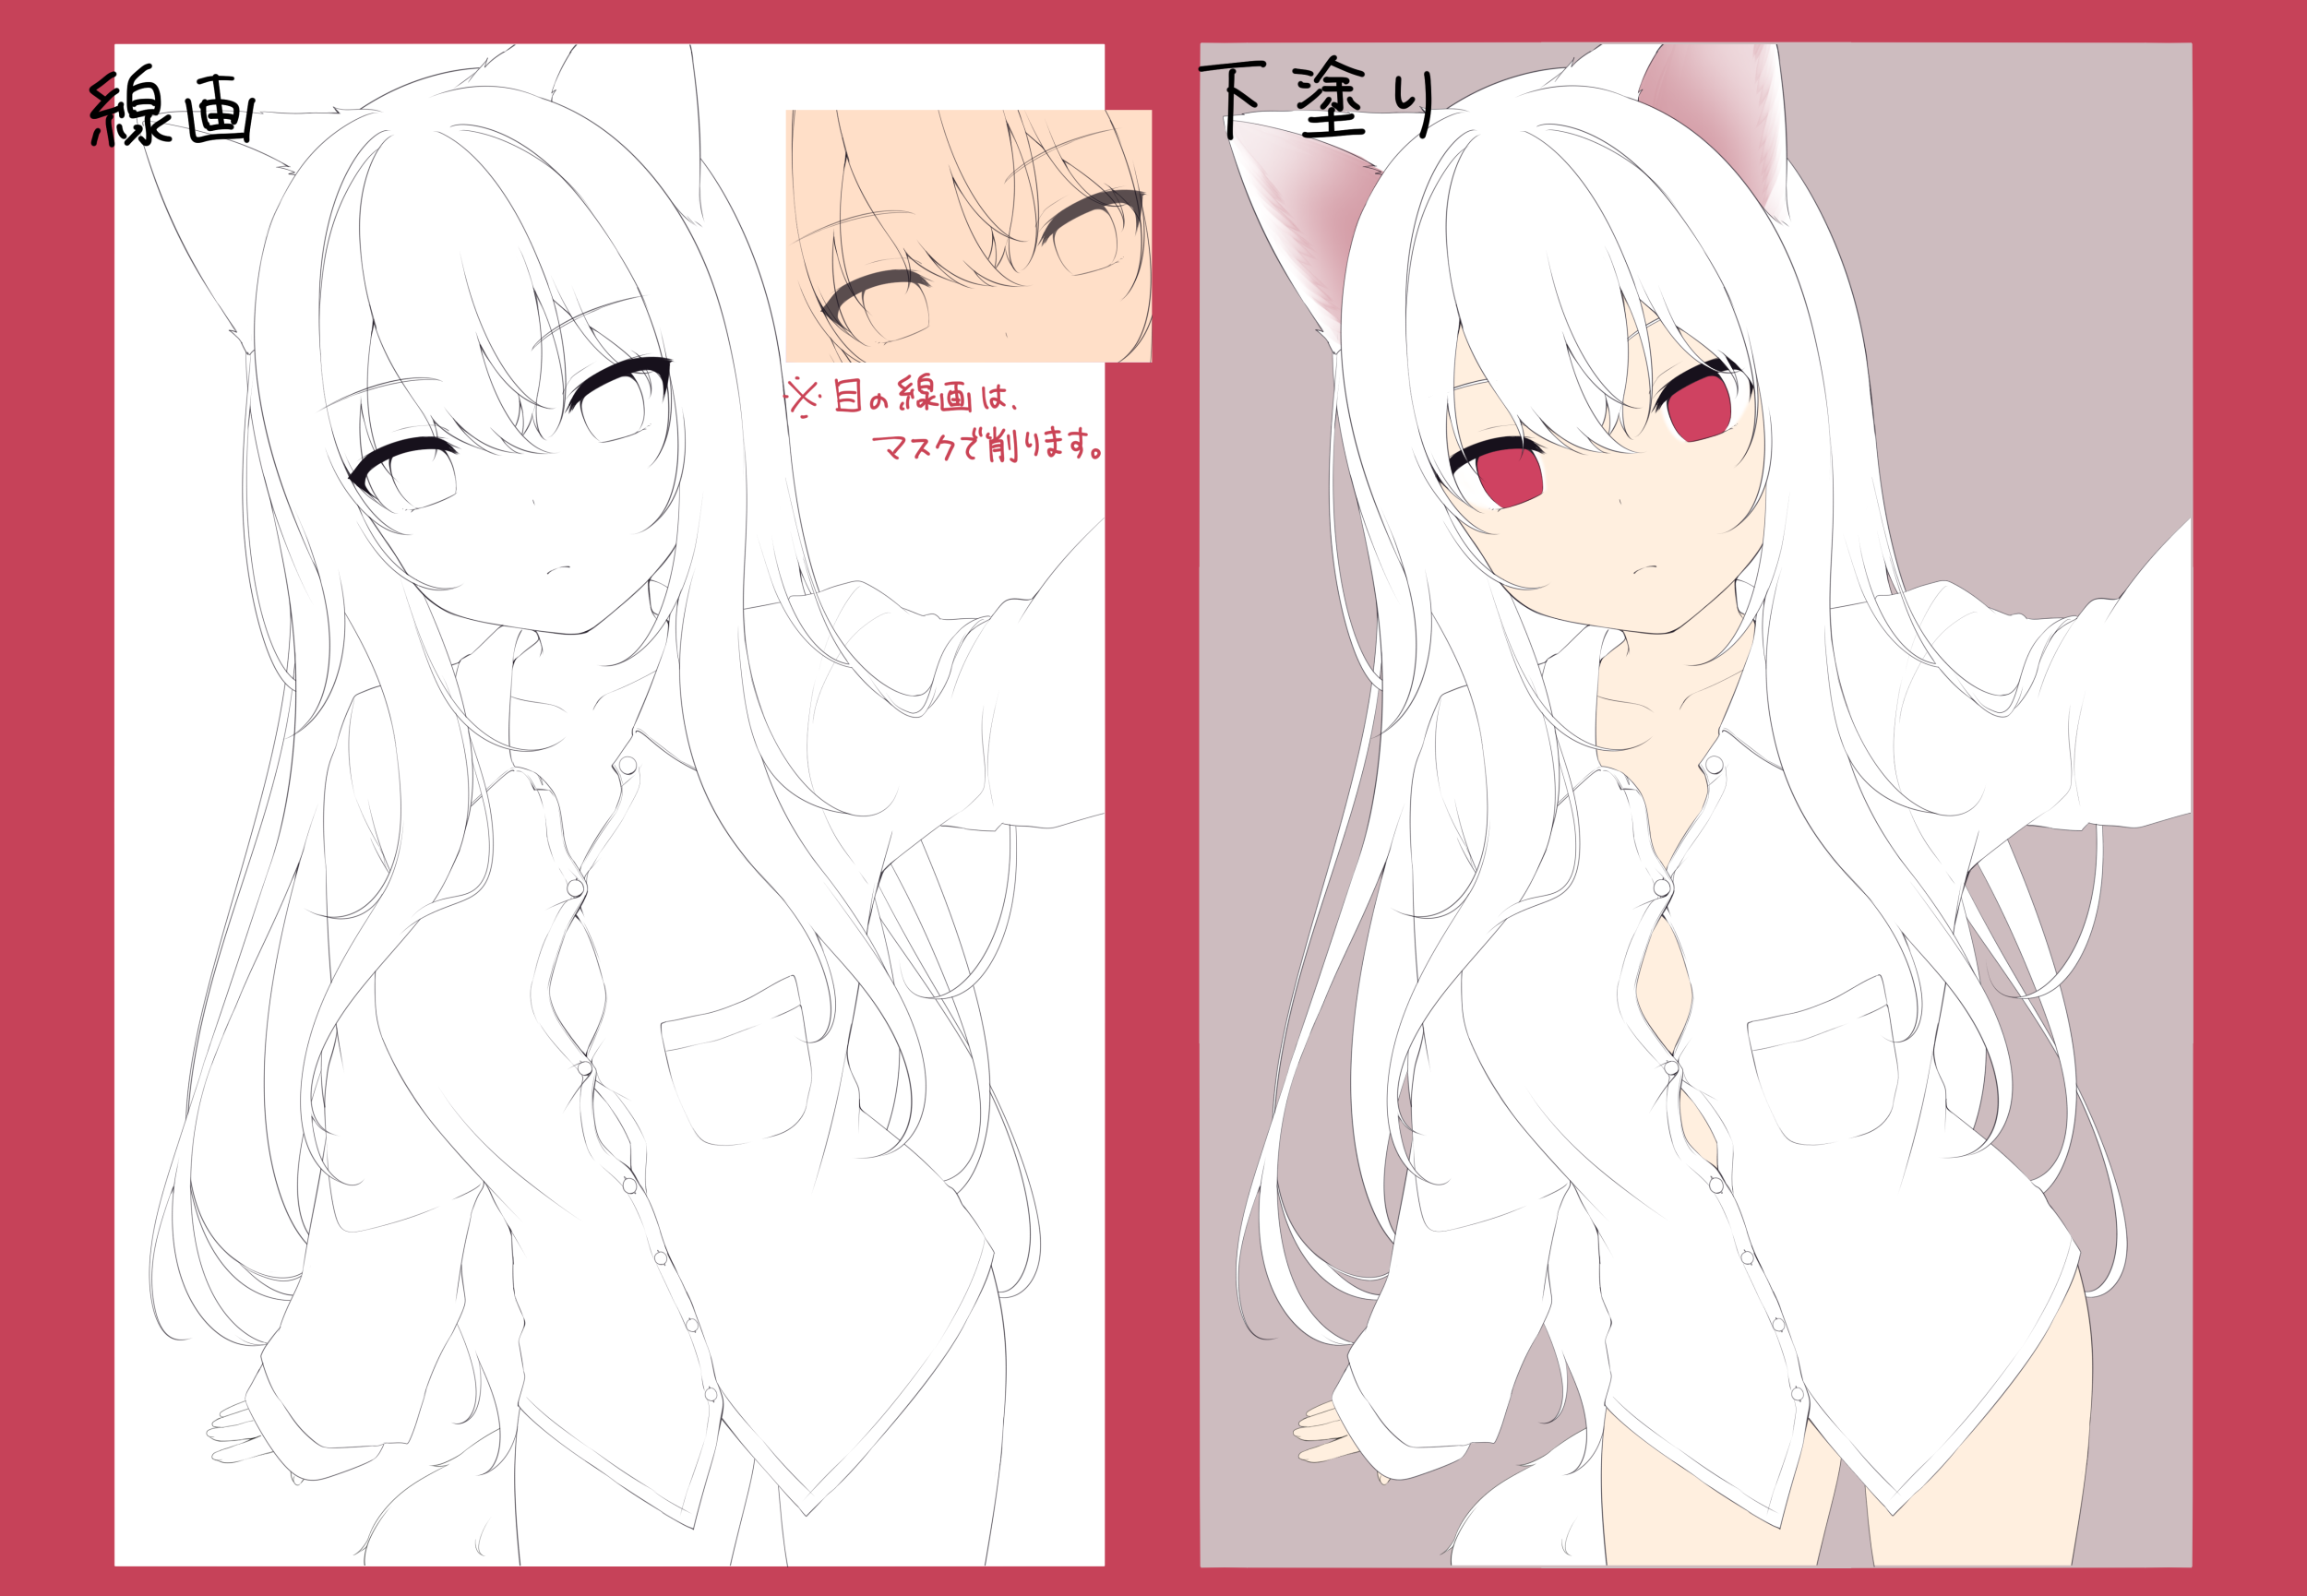 線画
※目の線画は、
マスクで削ります。
下塗り